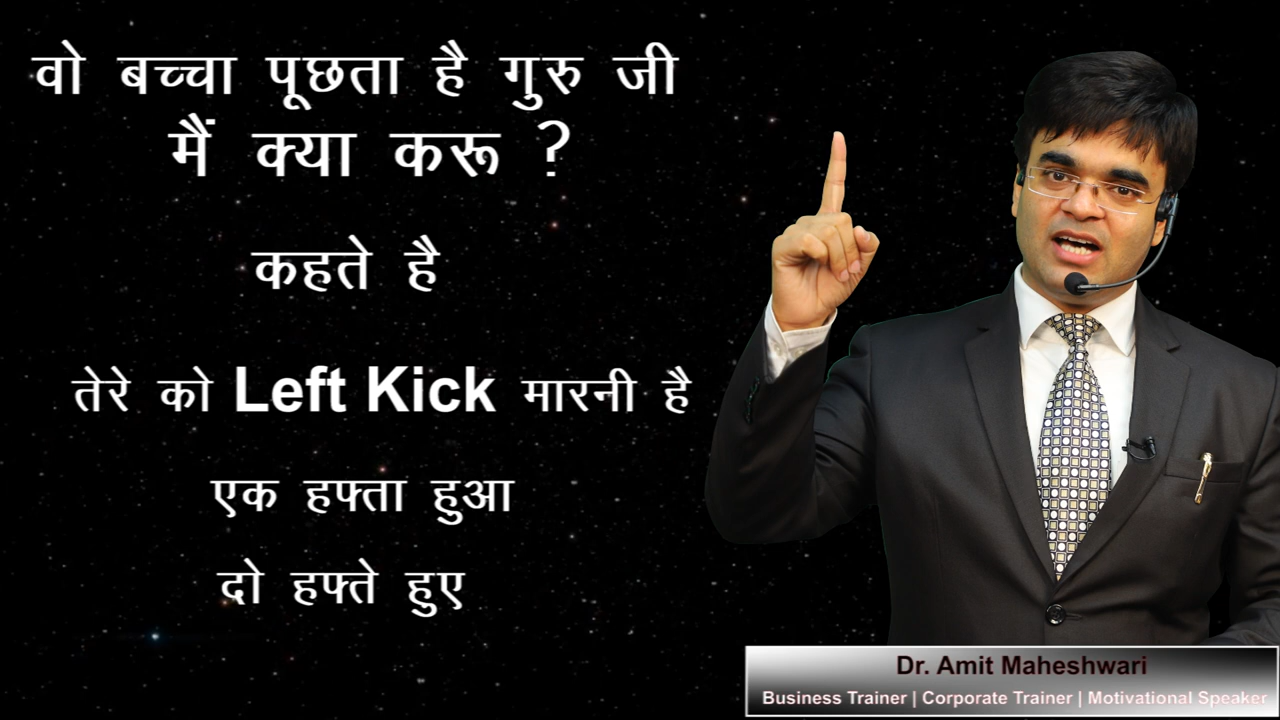 वो बच्चा पूछता है गुरु जी
मैं क्या करू ?
कहते है
तेरे को Left Kick मारनी है
एक हफ्ता हुआ
दो हफ्ते हुए
Dr. Amit Maheshwari
Business Trainer | Corporate Trainer | Motivational Speaker